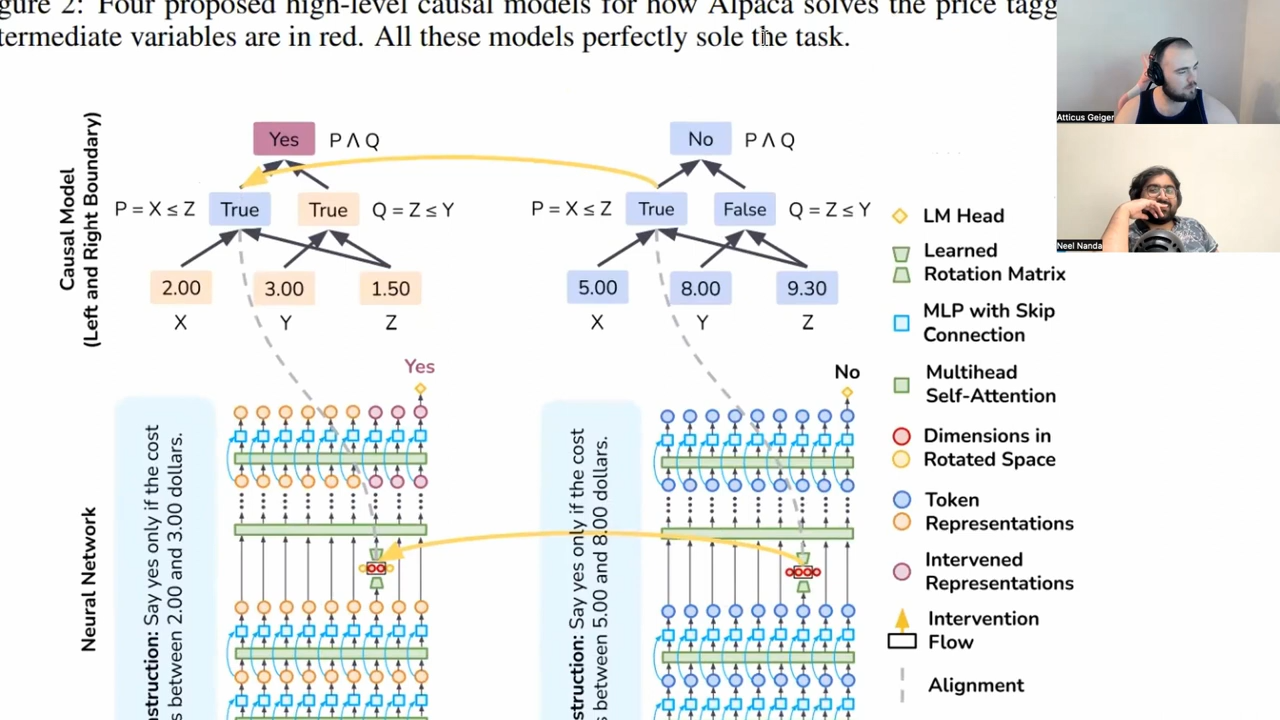 gure 2: Four proposed high-level causal models for how Alpaca solves the price tagg
termediate variables are in red. All these models perfectly sole the task.
Atticus Geiger
Neel Nanda
Causal Model
(Left and Right Boundary)
Yes P ∧ Q
P = X ≤ Z True True Q = Z ≤ Y
2.00 3.00 1.50
X Y Z
No P ∧ Q
P = X ≤ Z True False Q = Z ≤ Y
5.00 8.00 9.30
X Y Z
Neural Network
Yes
struction: Say yes only if the cost
s between 2.00 and 3.00 dollars.
No
struction: Say yes only if the cost
s between 5.00 and 8.00 dollars.
LM Head
Learned
Rotation Matrix
MLP with Skip
Connection
Multihead
Self-Attention
Dimensions in
Rotated Space
Token
Representations
Intervened
Representations
Intervention
Flow
Alignment